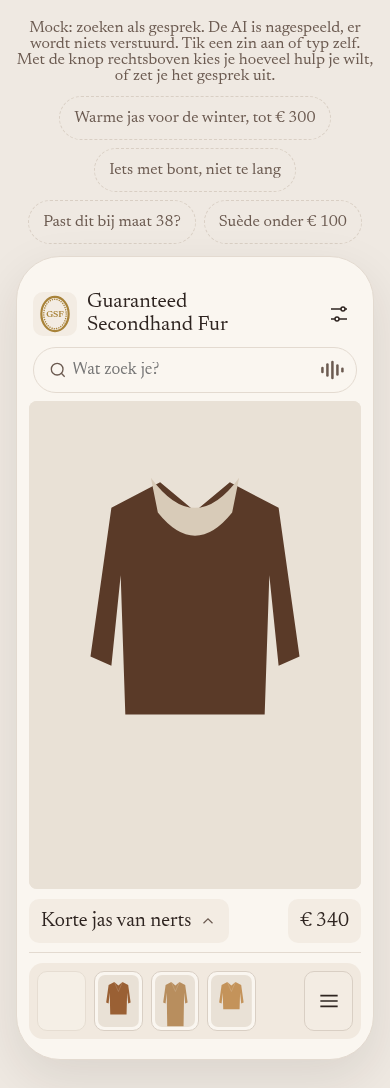 Mock: zoeken als gesprek. De AI is nagespeeld, er
wordt niets verstuurd. Tik een zin aan of typ zelf.
Met de knop rechtsboven kies je hoeveel hulp je wilt,
of zet je het gesprek uit.
Warme jas voor de winter, tot € 300
Iets met bont, niet te lang
Past dit bij maat 38?
Suède onder € 100
GSF
Guaranteed
Secondhand Fur
Wat zoek je?
Korte jas van nerts
€ 340